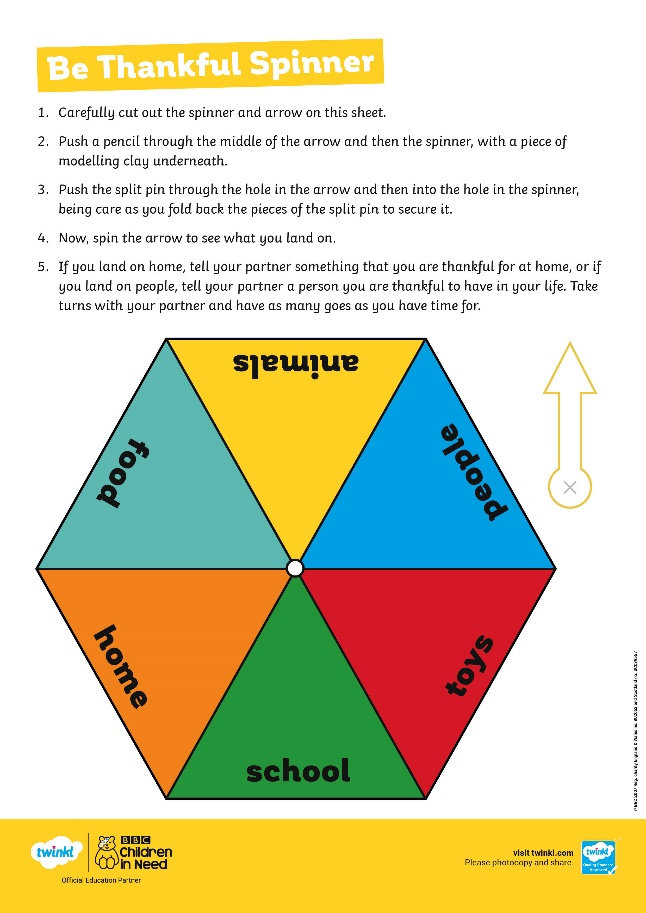 Be Thankful Spinner
1. Carefully cut out the spinner and arrow on this sheet.
2. Push a pencil through the middle of the arrow and then the spinner, with a piece of
modelling clay underneath.
3. Push the split pin through the hole in the arrow and then into the hole in the spinner,
being care as you fold back the pieces of the split pin to secure it.
4. Now, spin the arrow to see what you land on.
5. If you land on home, tell your partner something that you are thankful for at home, or if
you land on people, tell your partner a person you are thankful to have in your life. Take
turns with your partner and have as many goes as you have time for.
animals
food
people
home
toys
school
twinkl
BBC
Children
in Need
Official Education Partner
visit twinkl.com
Please photocopy and share.
twinkl